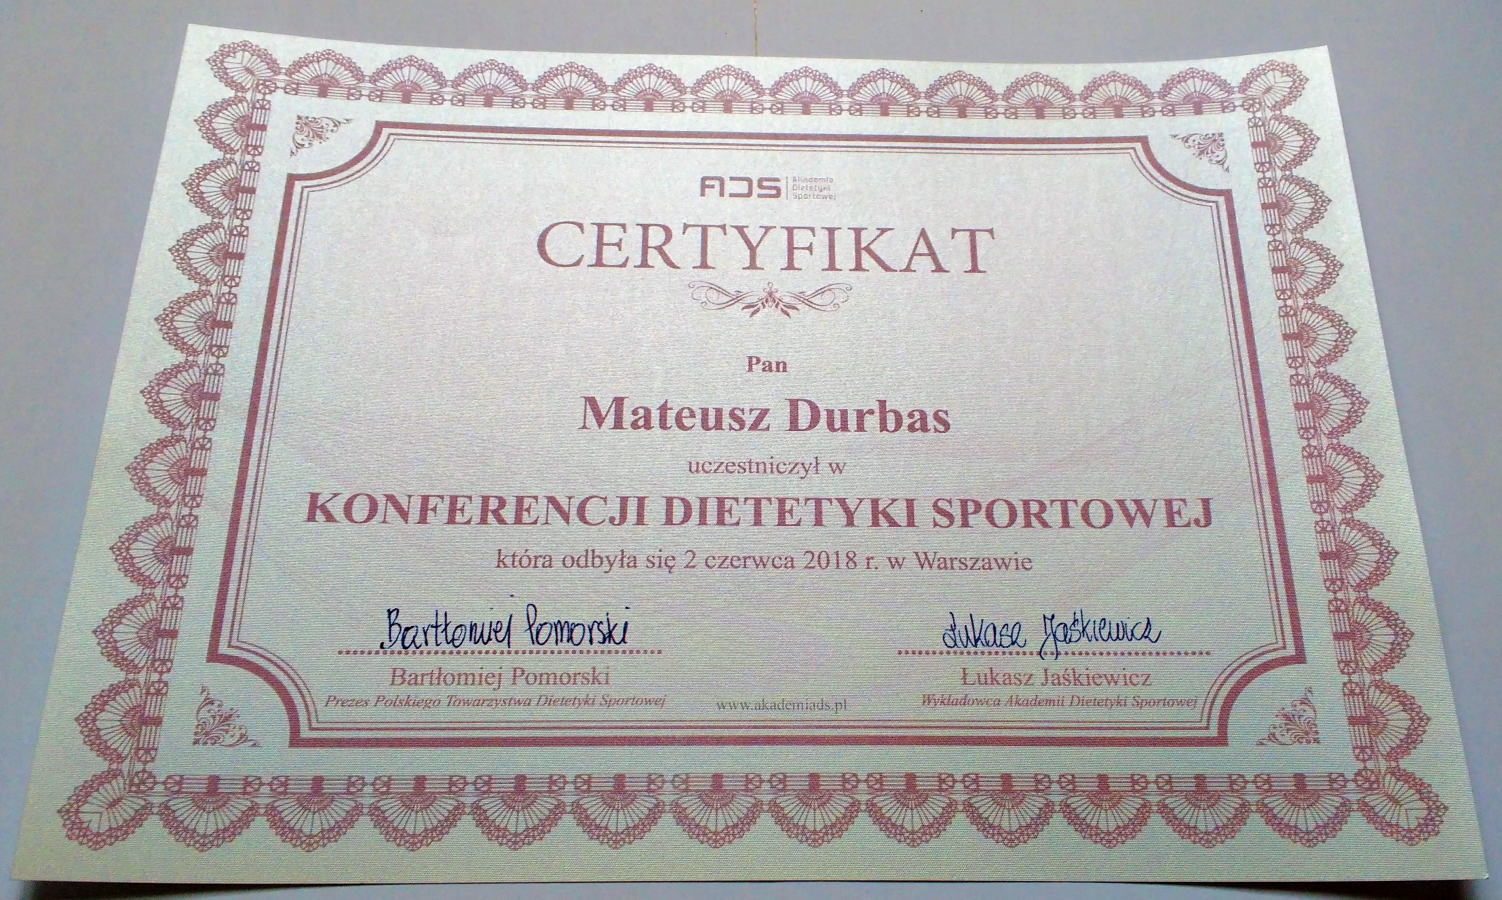 ADS
Akademia
Dietetyki
Sportowej
CERTYFIKAT
Pan
Mateusz Durbas
uczestniczył w
KONFERENCJI DIETETYKI SPORTOWEJ
która odbyła się 2 czerwca 2018 r. w Warszawie
Bartłomiej Pomorski
Łukasz Jaśkiewicz
Bartłomiej Pomorski
Łukasz Jaśkiewicz
Prezes Polskiego Towarzystwa Dietetyki Sportowej
www.akademiads.pl
Wykładowca Akademii Dietetyki Sportowej